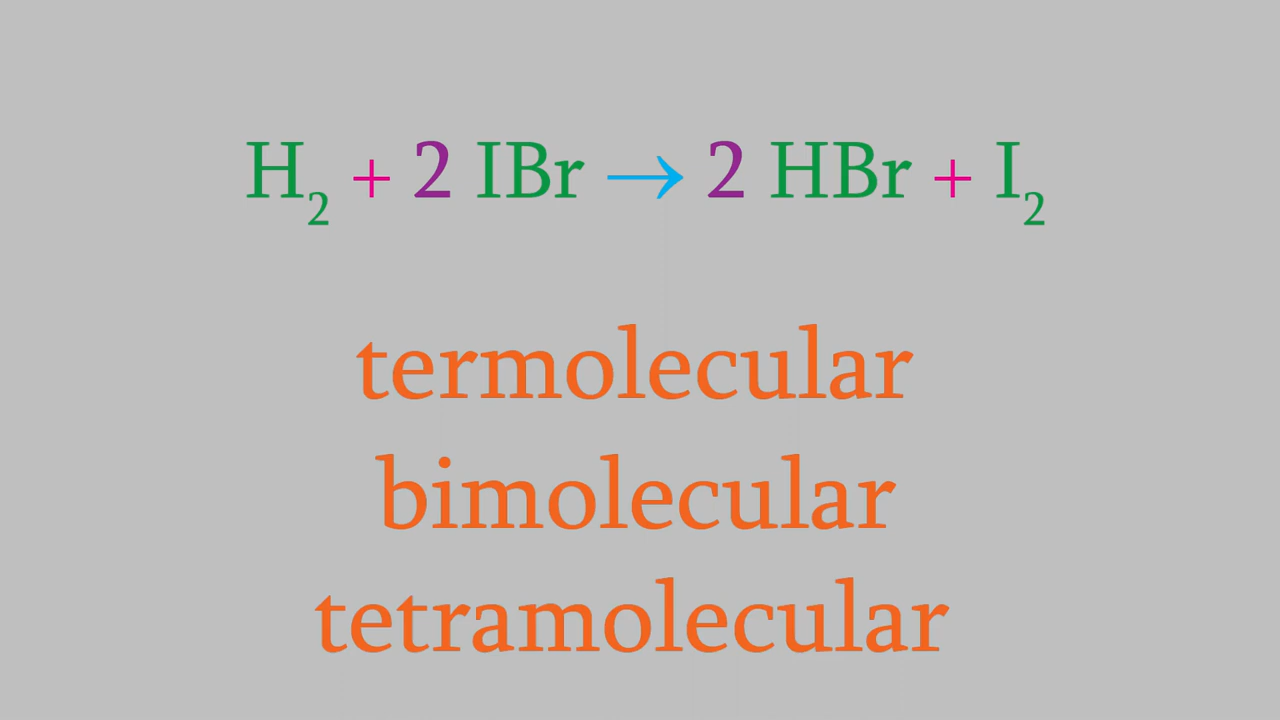 H₂ + 2 IBr → 2 HBr + I₂
termolecular
bimolecular
tetramolecular